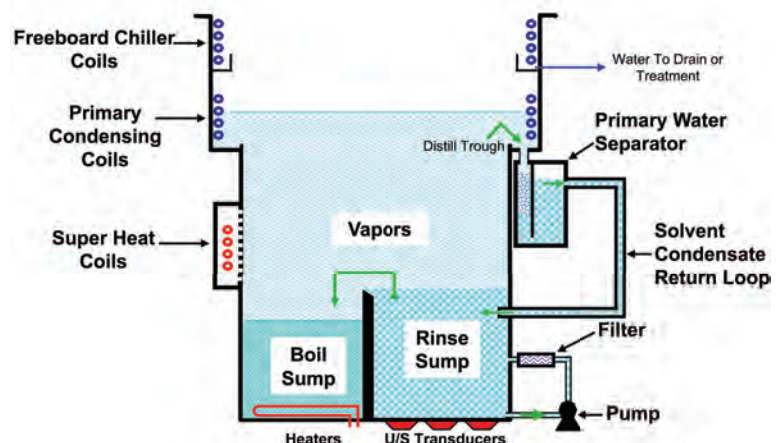 Freeboard Chiller
Coils
Water To Drain or
Treatment
Primary
Condensing
Coils
Distill Trough
Primary Water
Separator
Super Heat
Coils
Vapors
Solvent
Condensate
Return Loop
Filter
Boil
Sump
Rinse
Sump
Pump
Heaters
U/S Transducers